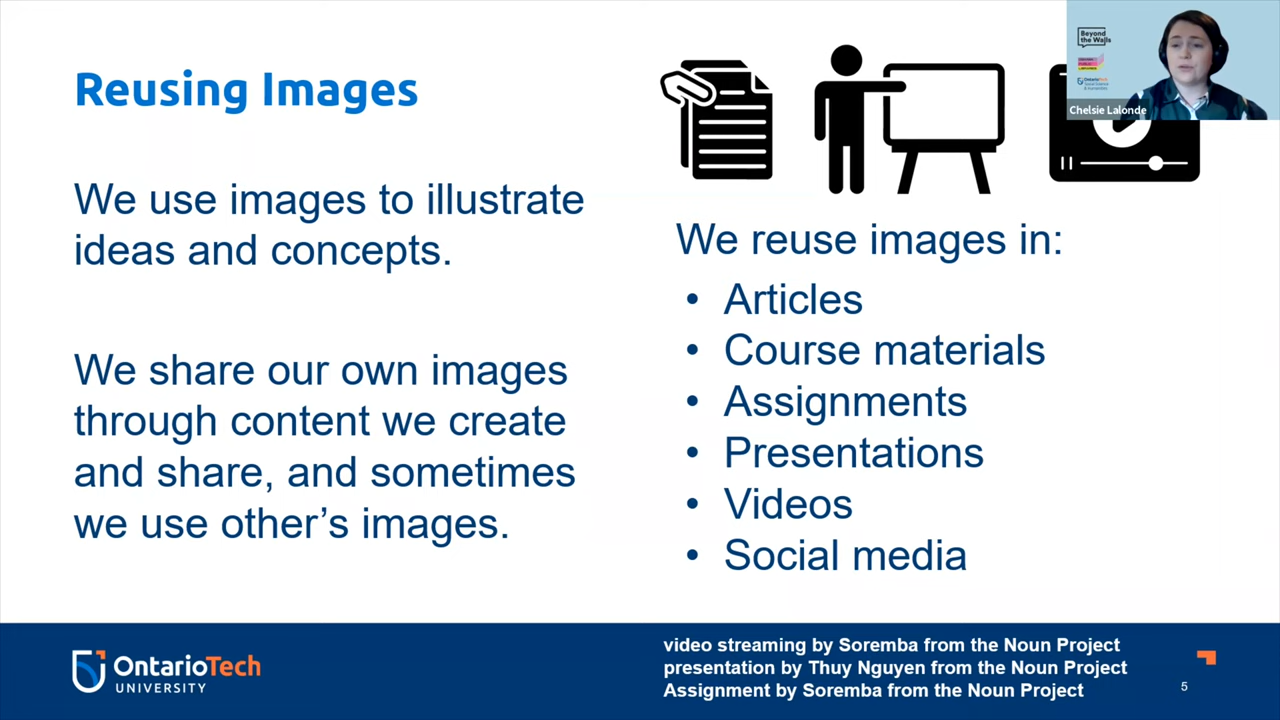 Reusing Images
We use images to illustrate
ideas and concepts.
We share our own images
through content we create
and share, and sometimes
we use other’s images.
Beyond
the Walls
Chelsie Lalonde
We reuse images in:
• Articles
• Course materials
• Assignments
• Presentations
• Videos
• Social media
OntarioTech
UNIVERSITY
video streaming by Soremba from the Noun Project
presentation by Thuy Nguyen from the Noun Project
Assignment by Soremba from the Noun Project
5